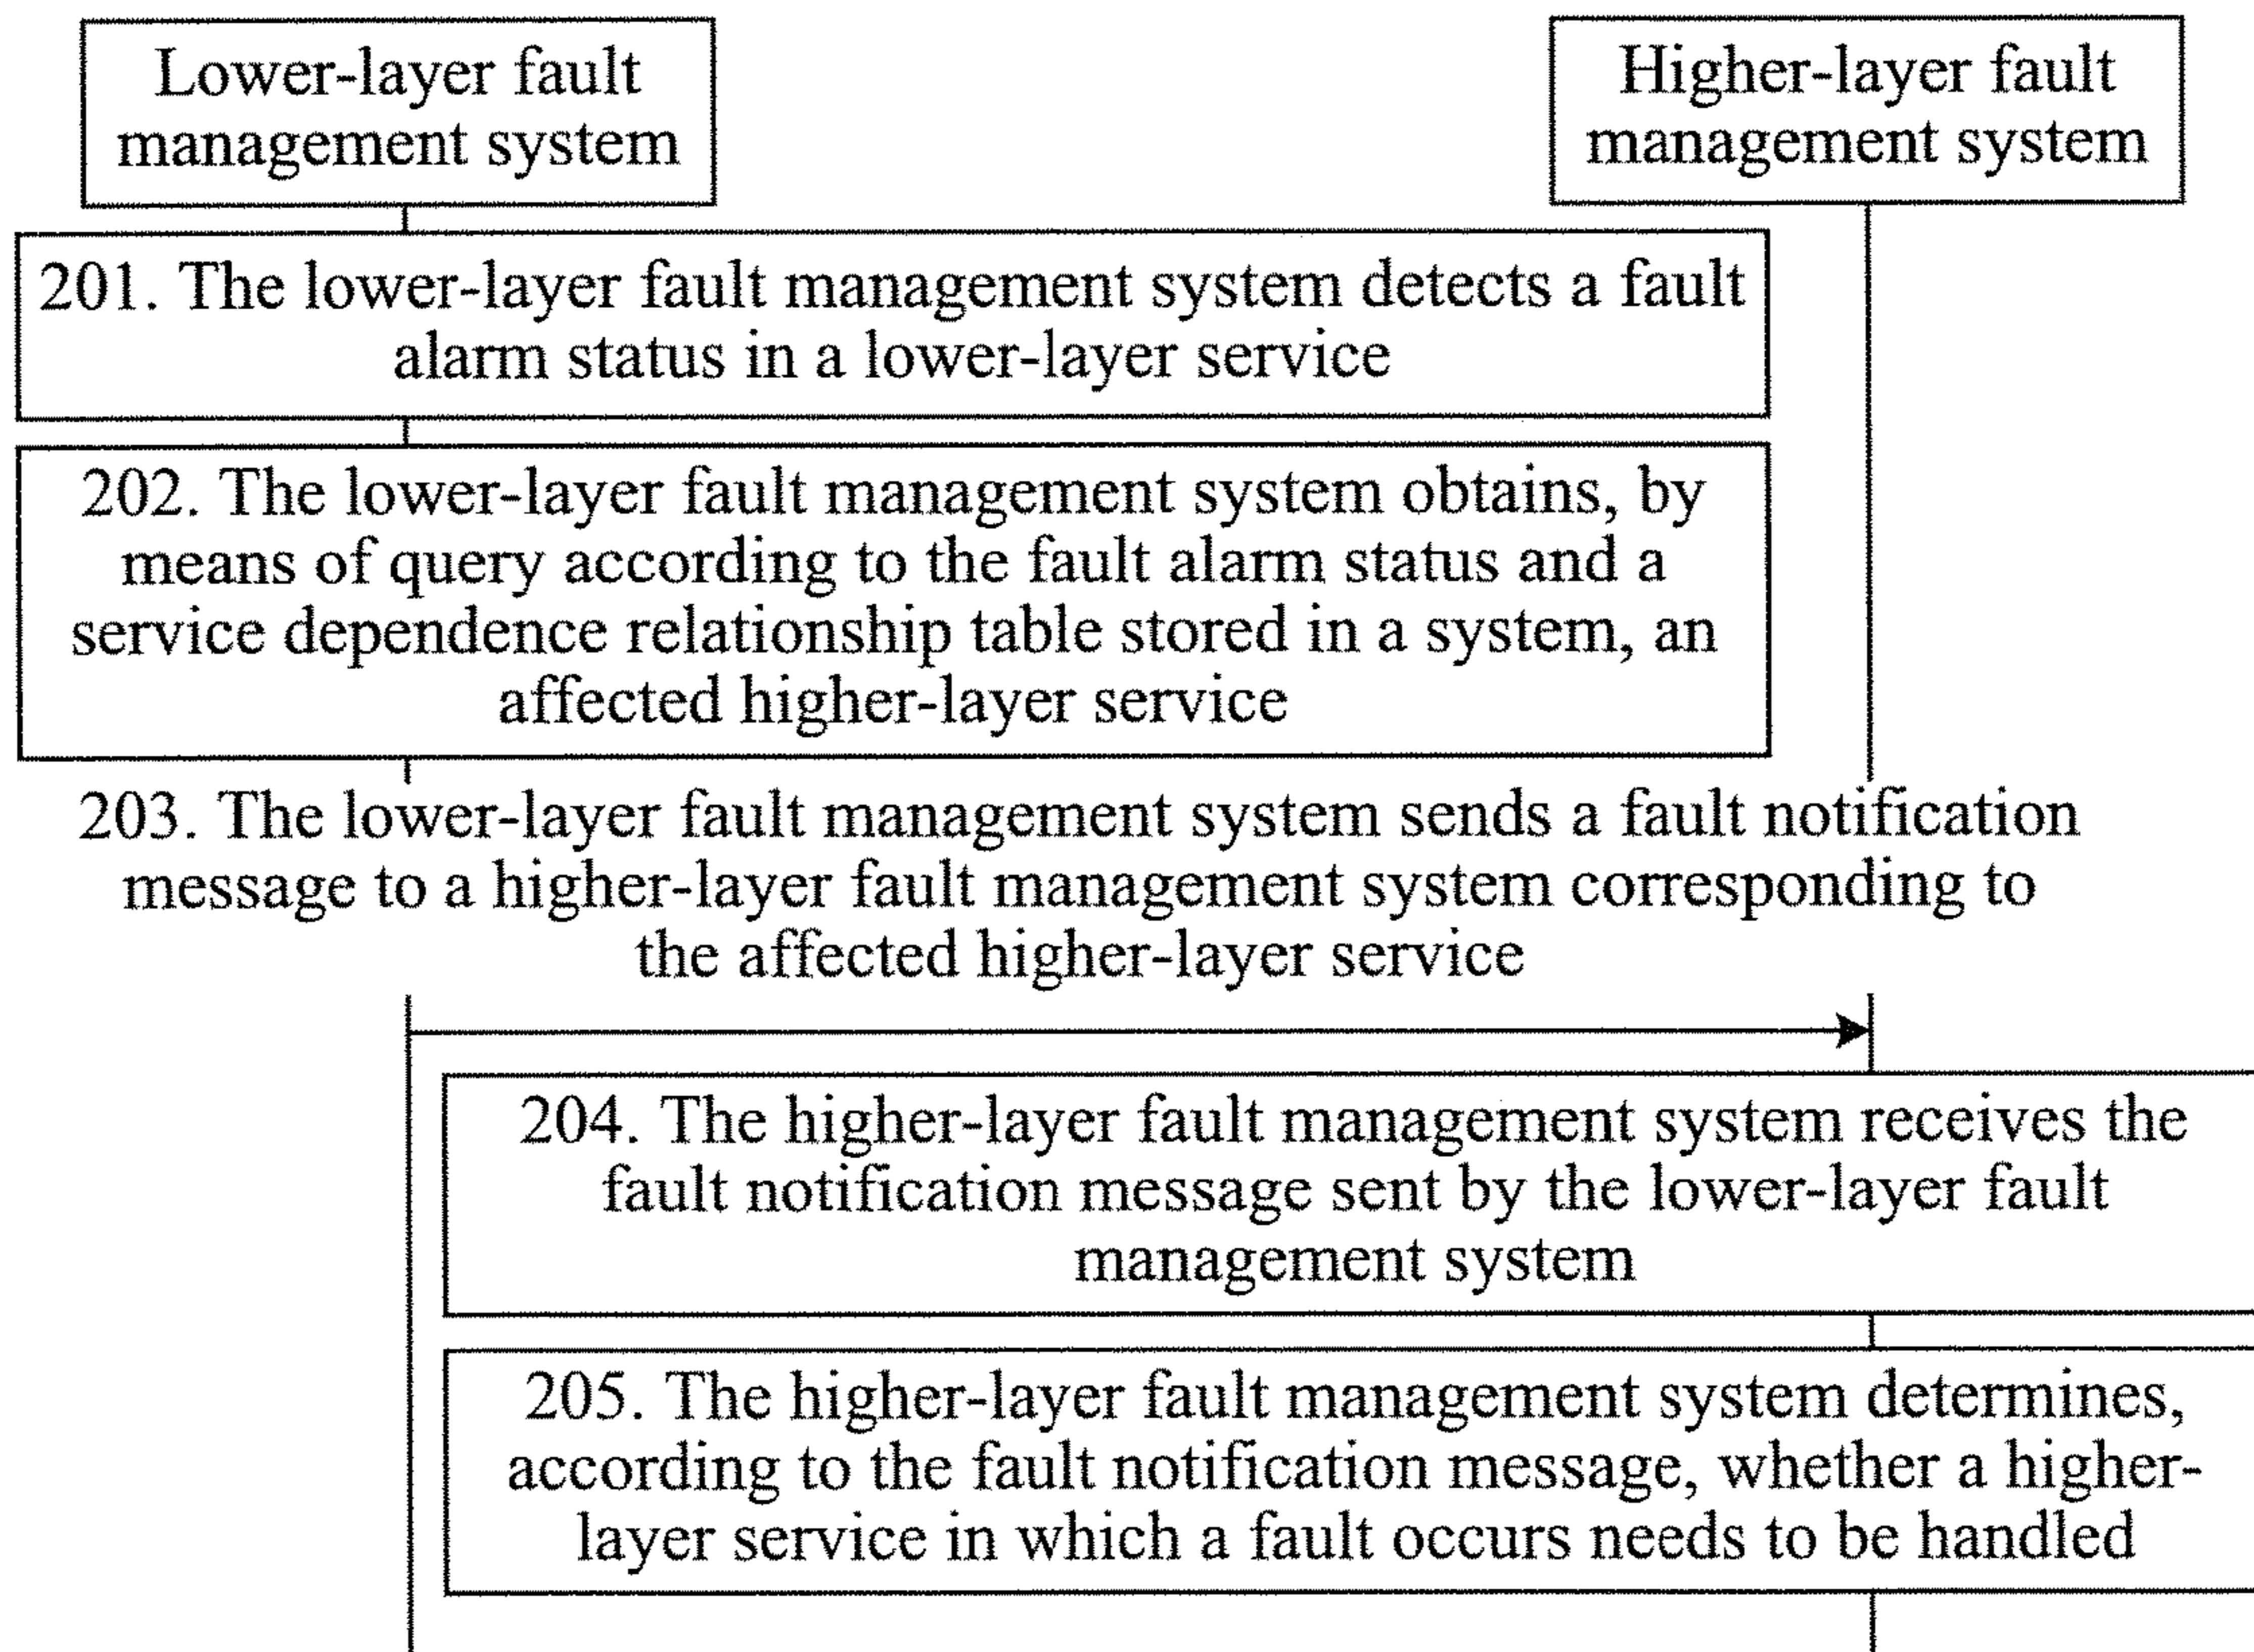 Lower-layer fault
management system
Higher-layer fault
management system
201. The lower-layer fault management system detects a fault
alarm status in a lower-layer service
202. The lower-layer fault management system obtains, by
means of query according to the fault alarm status and a
service dependence relationship table stored in a system, an
affected higher-layer service
203. The lower-layer fault management system sends a fault notification
message to a higher-layer fault management system corresponding to
the affected higher-layer service
204. The higher-layer fault management system receives the
fault notification message sent by the lower-layer fault
management system
205. The higher-layer fault management system determines,
according to the fault notification message, whether a higher-
layer service in which a fault occurs needs to be handled